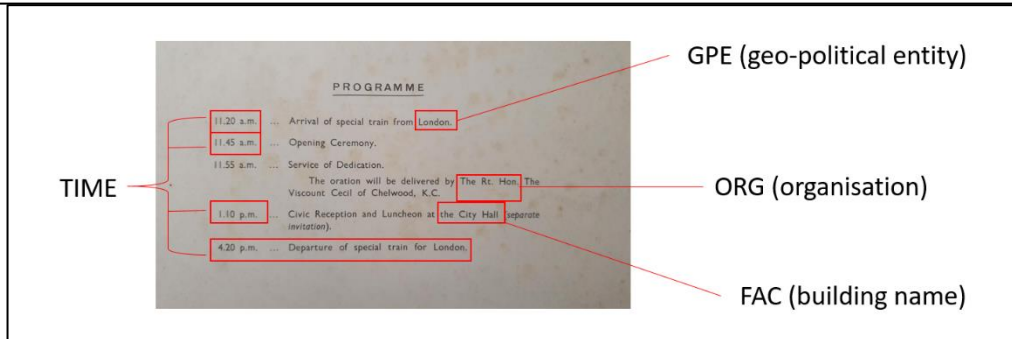 GPE (geo-political entity)
PROGRAMME
11.20 a.m. ... Arrival of special train from London.
11.45 a.m. ... Opening Ceremony.
11.55 a.m. ... Service of Dedication.
The oration will be delivered by The Rt. Hon. The
Viscount Cecil of Chelwood, K.C.
TIME
ORG (organisation)
1.10 p.m. ... Civic Reception and Luncheon at the City Hall (separate
invitation).
4.20 p.m. ... Departure of special train for London.
FAC (building name)